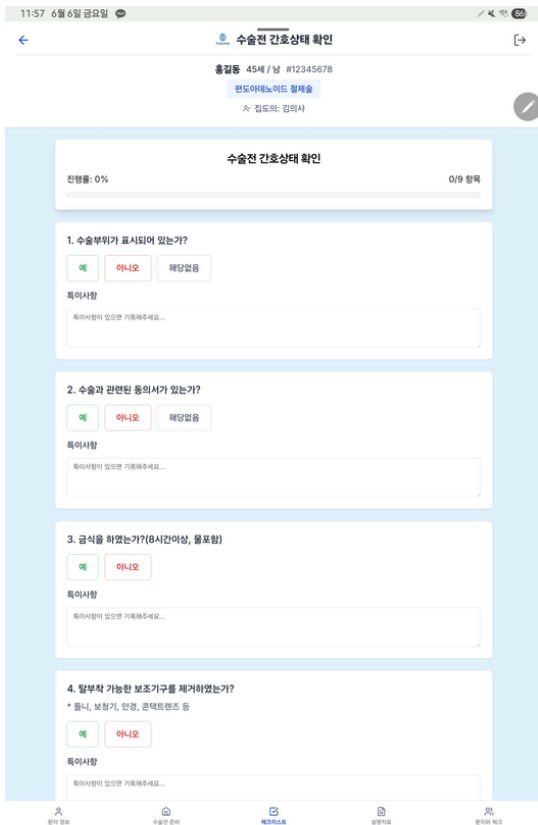 11:57 6월 6일 금요일
86
수술전 간호상태 확인
홍길동 45세 / 남 #12345678
편도아데노이드 절제술
집도의: 김의사
수술전 간호상태 확인
진행률: 0% 0/9 항목
1. 수술부위가 표시되어 있는가?
예 아니오 해당없음
특이사항
특이사항이 있으면 기록해주세요...
2. 수술과 관련된 동의서가 있는가?
예 아니오 해당없음
특이사항
특이사항이 있으면 기록해주세요...
3. 금식을 하였는가?(8시간이상, 물포함)
예 아니오
특이사항
특이사항이 있으면 기록해주세요...
4. 탈부착 가능한 보조기구를 제거하였는가?
* 틀니, 보청기, 안경, 콘택트렌즈 등
예 아니오
특이사항
특이사항이 있으면 기록해주세요...
환자 정보 수술전 준비 체크리스트 설명자료 환자와 체크